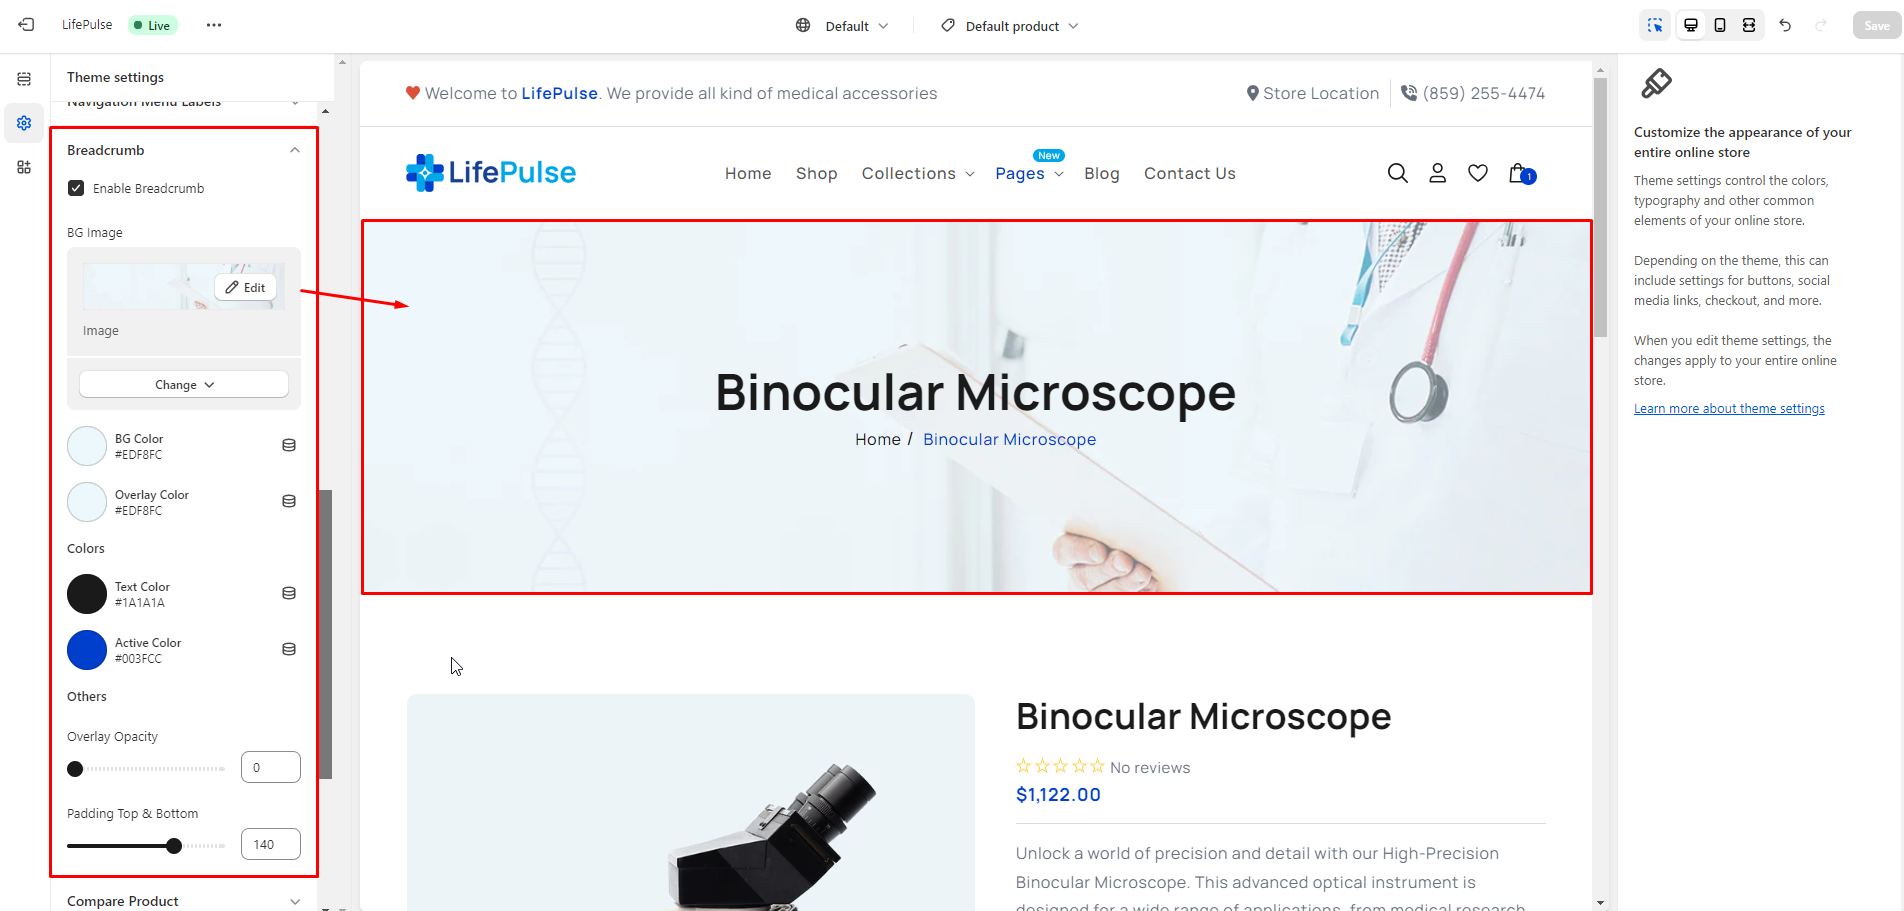 LifePulse
Live
Default
Default product
Save
Theme settings
Navigation Menu Labels
Breadcrumb
Enable Breadcrumb
BG Image
Edit
Image
Change
BG Color
#EDF8FC
Overlay Color
#EDF8FC
Colors
Text Color
#1A1A1A
Active Color
#003FCC
Others
Overlay Opacity
0
Padding Top & Bottom
140
Compare Product
Welcome to LifePulse. We provide all kind of medical accessories
Store Location
(859) 255-4474
LifePulse
Home
Shop
Collections
Pages
New
Blog
Contact Us
1
Binocular Microscope
Home / Binocular Microscope
Binocular Microscope
No reviews
$1,122.00
Unlock a world of precision and detail with our High-Precision
Binocular Microscope. This advanced optical instrument is
designed for a wide range of applications, from medical research
Customize the appearance of your
entire online store
Theme settings control the colors,
typography and other common
elements of your online store.
Depending on the theme, this can
include settings for buttons, social
media links, checkout, and more.
When you edit theme settings, the
changes apply to your entire online
store.
Learn more about theme settings